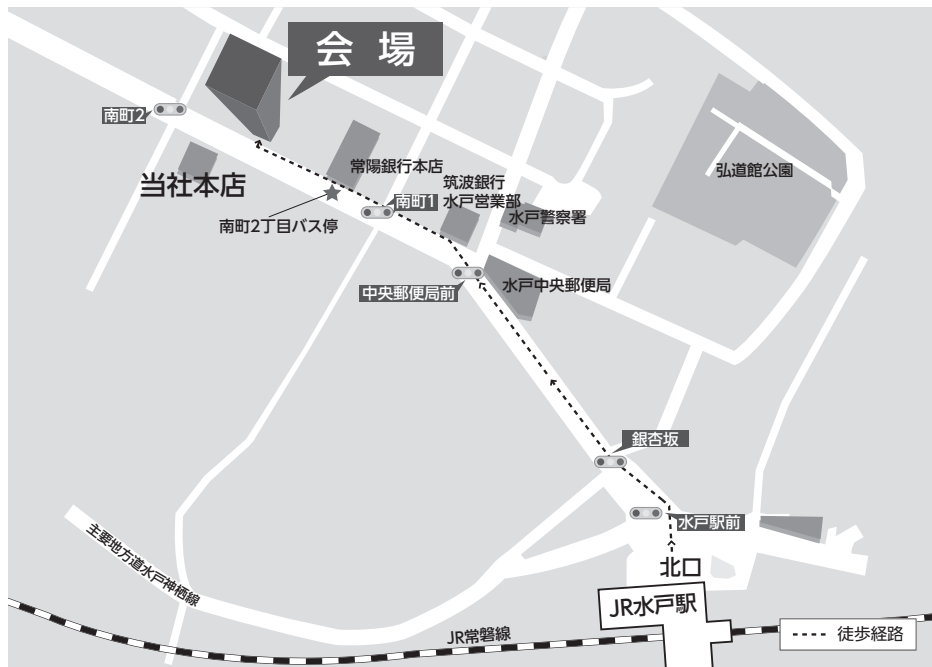 会場
南町2
常陽銀行本店
弘道館公園
当社本店
筑波銀行
水戸営業部
南町1
水戸警察署
南町2丁目バス停
水戸中央郵便局
中央郵便局前
銀杏坂
水戸駅前
主要地方道水戸神栖線
北口
JR水戸駅
JR常磐線
徒歩経路